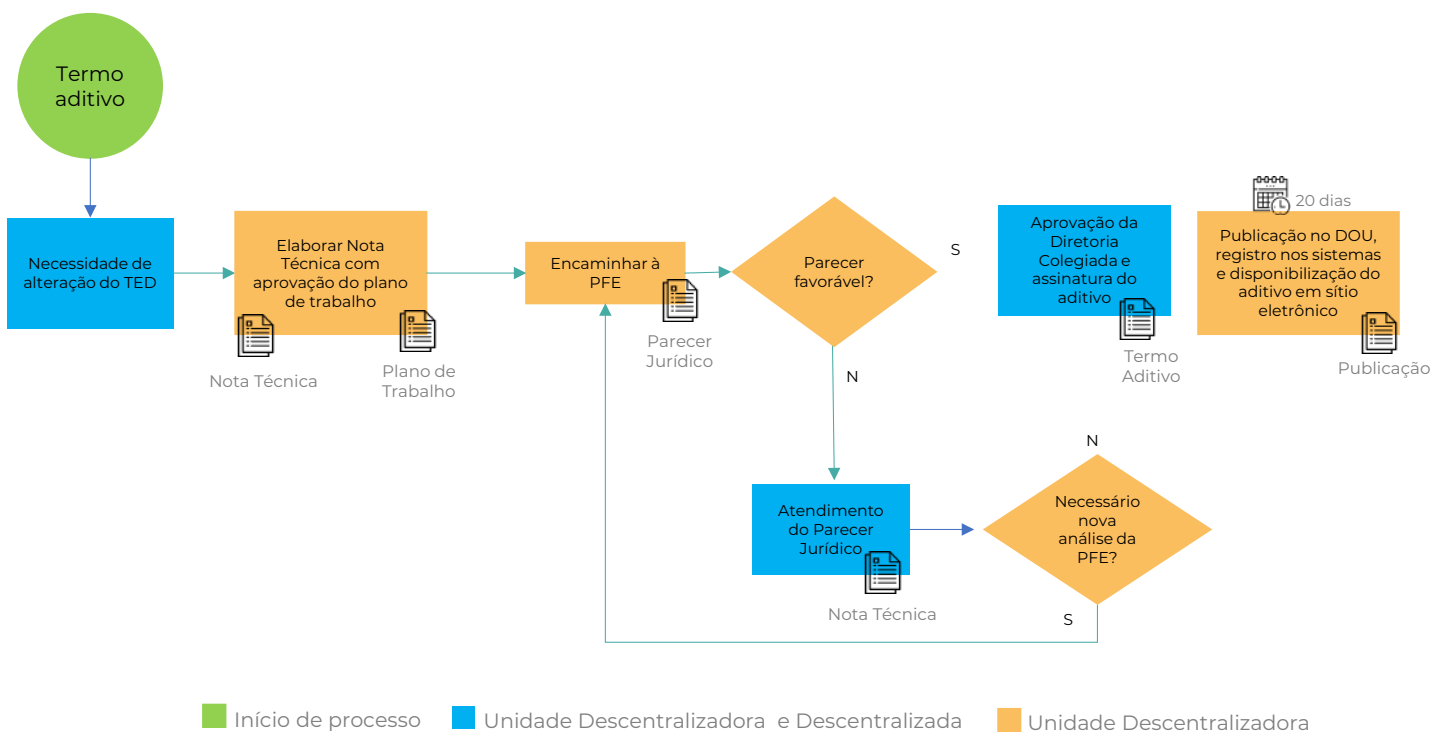 Termo
aditivo
Necessidade de
alteração do TED
Elaborar Nota
Técnica com
aprovação do plano
de trabalho
Nota Técnica
Plano de
Trabalho
Encaminhar à
PFE
Parecer
Jurídico
Parecer
favorável?
S
N
Aprovação da
Diretoria
Colegiada e
assinatura do
aditivo
Termo
Aditivo
20 dias
Publicação no DOU,
registro nos sistemas
e disponibilização do
aditivo em sítio
eletrônico
Publicação
Atendimento
do Parecer
Jurídico
Nota Técnica
N
Necessário
nova
análise da
PFE?
S
Início de processo
Unidade Descentralizadora e Descentralizada
Unidade Descentralizadora